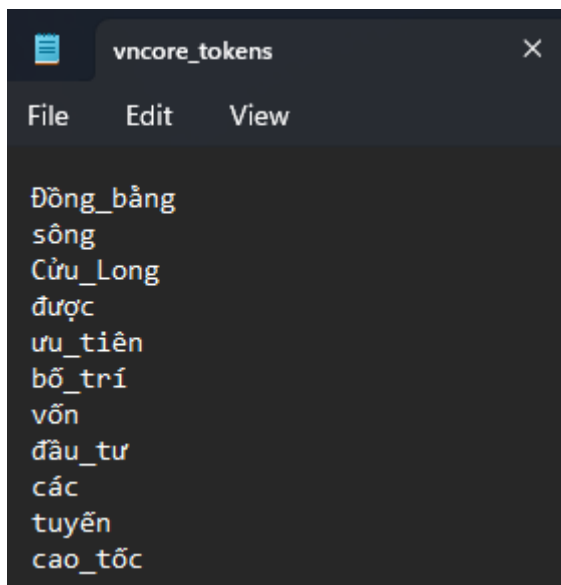 vncore_tokens
File Edit View
Đồng_bằng
sông
Cửu_Long
được
ưu_tiên
bố_trí
vốn
đầu_tư
các
tuyến
cao_tốc